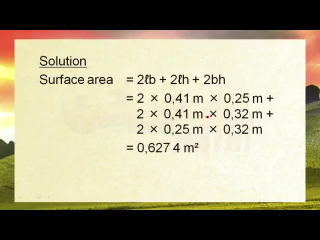 Solution
Surface area = 2ℓb + 2ℓh + 2bh
= 2 × 0,41 m × 0,25 m +
2 × 0,41 m × 0,32 m +
2 × 0,25 m × 0,32 m
= 0,627 4 m²